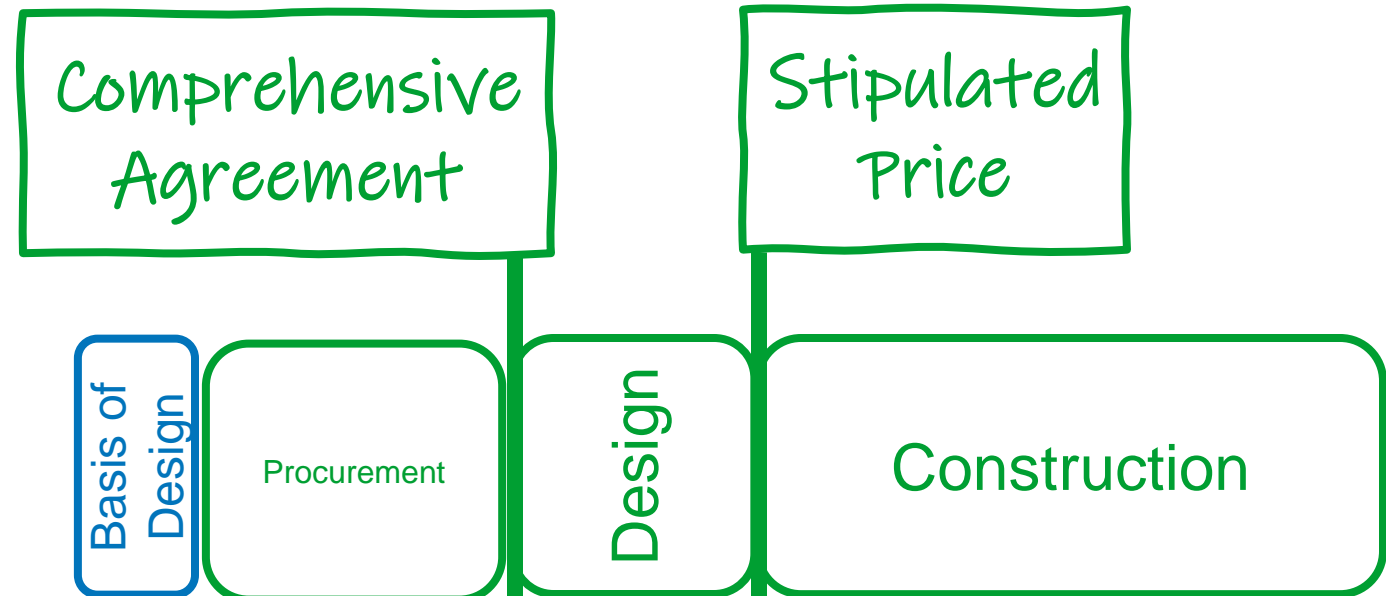 Comprehensive
Agreement
Stipulated
Price
Basis of
Design
Procurement
Design
Construction